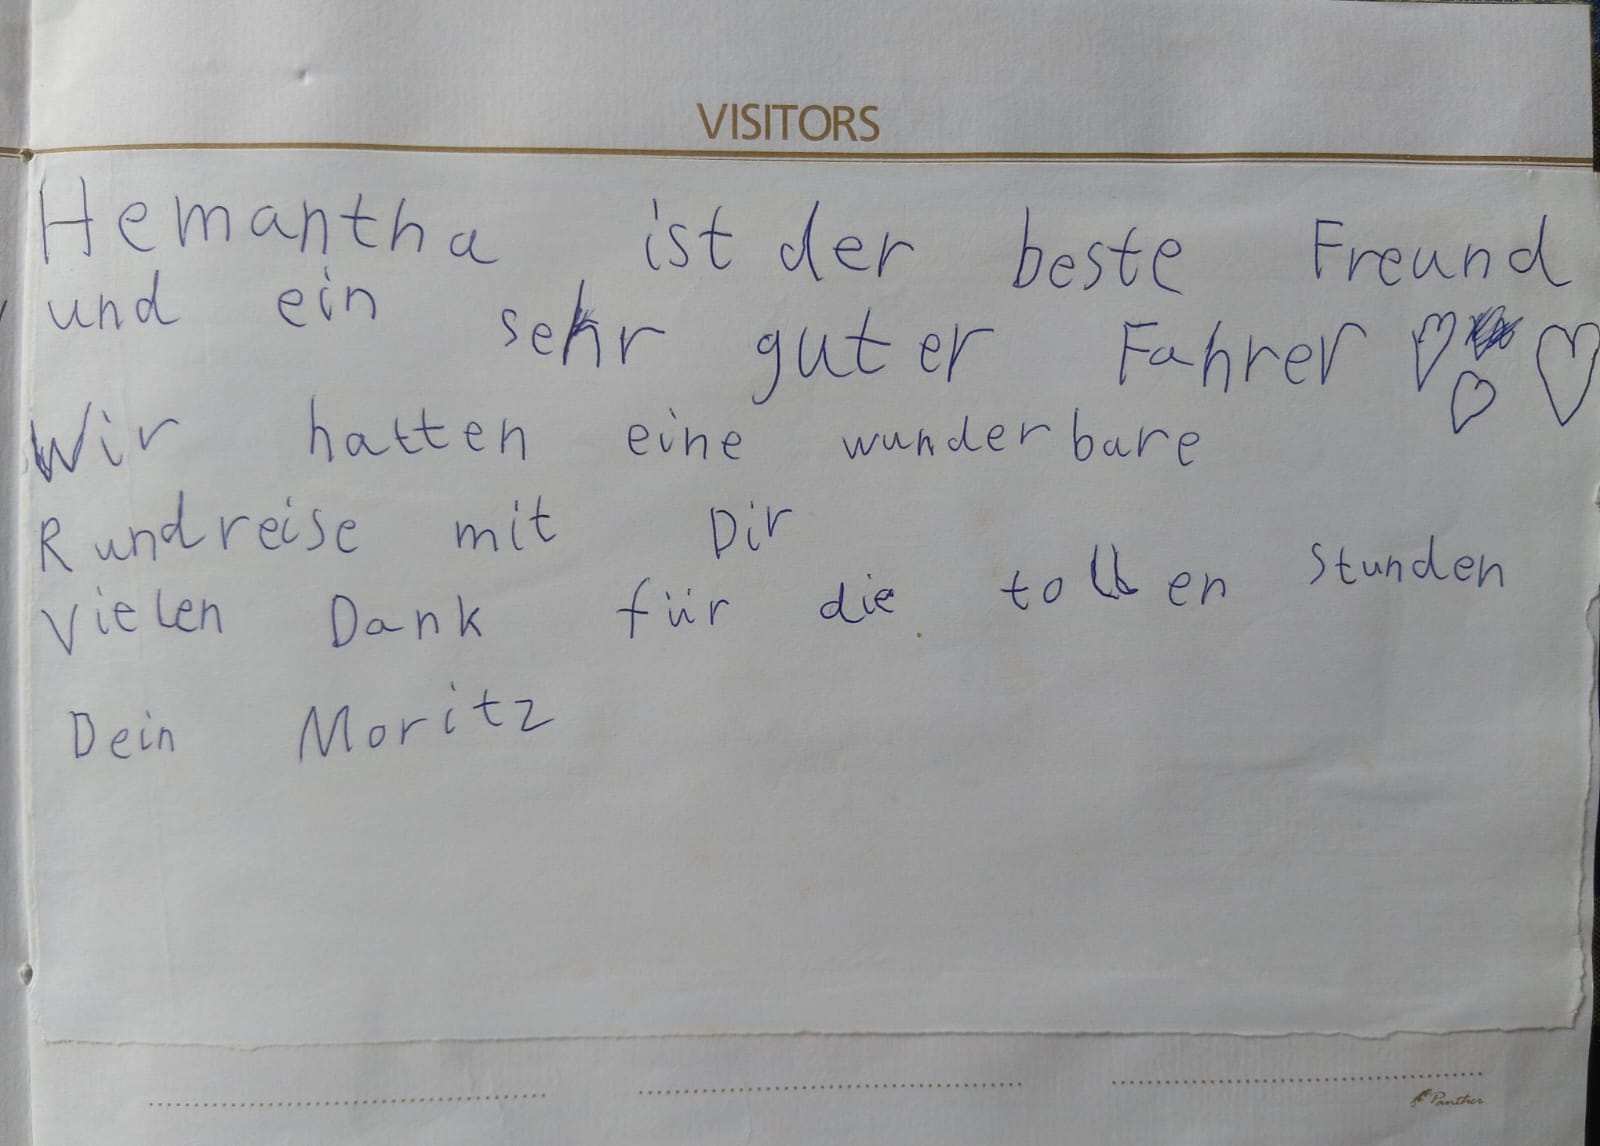 VISITORS
Hemantha ist der beste Freund
und ein sehr guter Fahrer
Wir hatten eine wunderbare
Rundreise mit Dir
Vielen Dank für die tollen Stunden
Dein Moritz
Panther